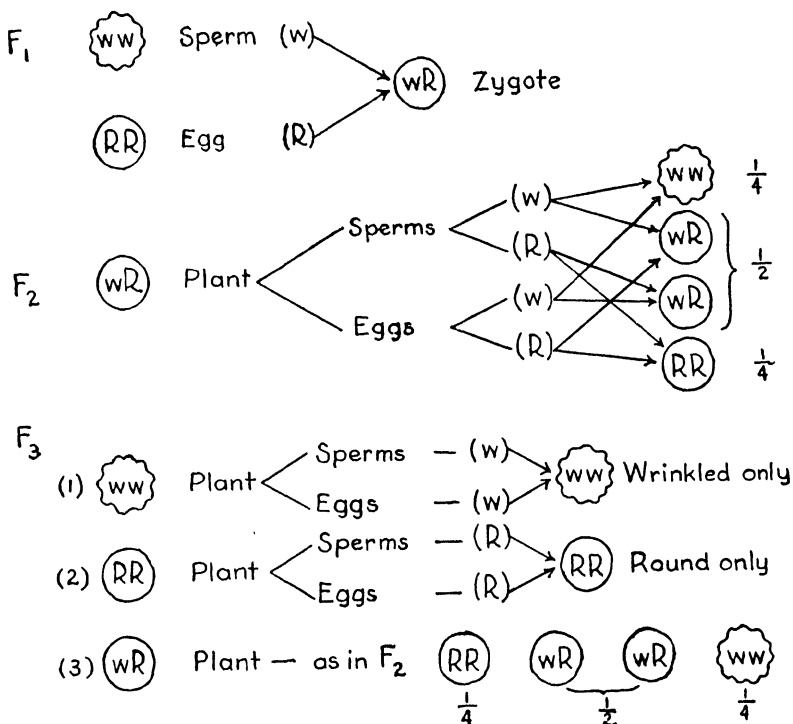 F1 ww Sperm (w)
wR Zygote
RR Egg (R)
ww 1/4
(w)
Sperms wR
(R)
F2 wR Plant 1/2
(w) wR
Eggs
(R) RR 1/4
F3
(1) ww Plant Sperms — (w) ww Wrinkled only
Eggs — (w)
(2) RR Plant Sperms — (R) RR Round only
Eggs — (R)
(3) wR Plant — as in F2 RR wR wR ww
1/4 1/2 1/4